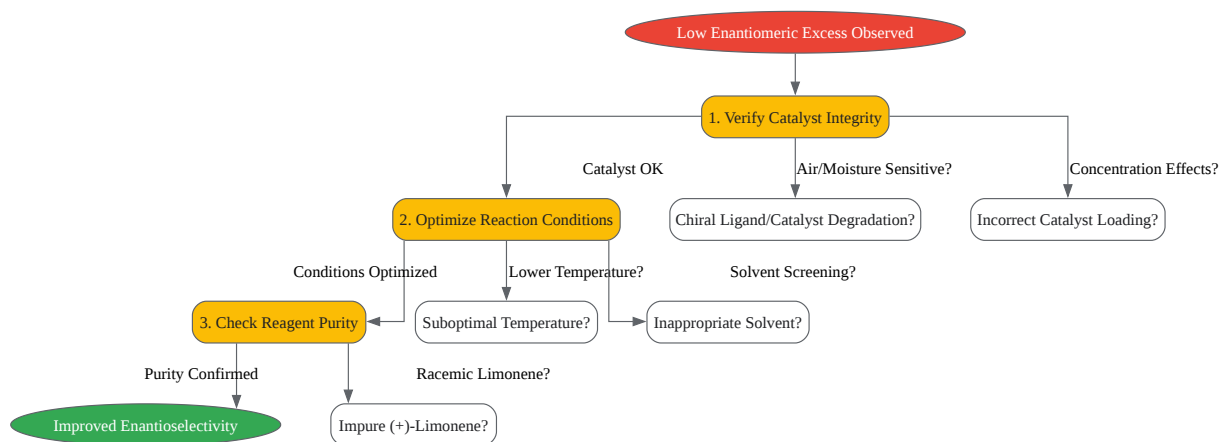 Low Enantiomeric Excess Observed
1. Verify Catalyst Integrity
Catalyst OK
Air/Moisture Sensitive?
Concentration Effects?
2. Optimize Reaction Conditions
Chiral Ligand/Catalyst Degradation?
Incorrect Catalyst Loading?
Conditions Optimized
Lower Temperature?
Solvent Screening?
3. Check Reagent Purity
Suboptimal Temperature?
Inappropriate Solvent?
Purity Confirmed
Racemic Limonene?
Improved Enantioselectivity
Impure (+)-Limonene?